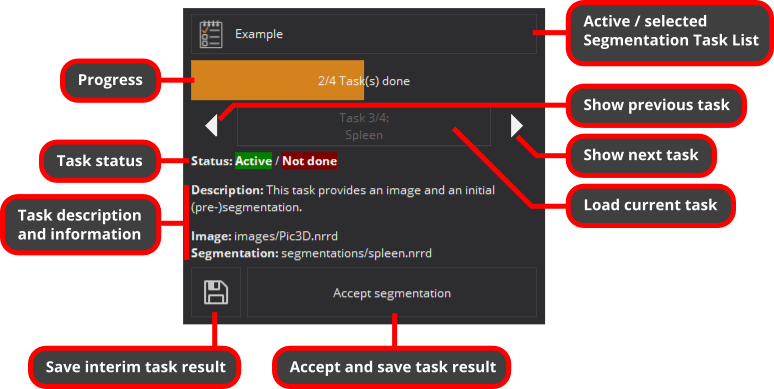 Active / selected
Segmentation Task List
Example
Progress
2/4 Task(s) done
Show previous task
Task 3/4:
Spleen
Show next task
Task status
Status: Active / Not done
Description: This task provides an image and an initial
(pre-)segmentation.
Load current task
Task description
and information
Image: images/Pic3D.nrrd
Segmentation: segmentations/spleen.nrrd
Accept segmentation
Save interim task result
Accept and save task result